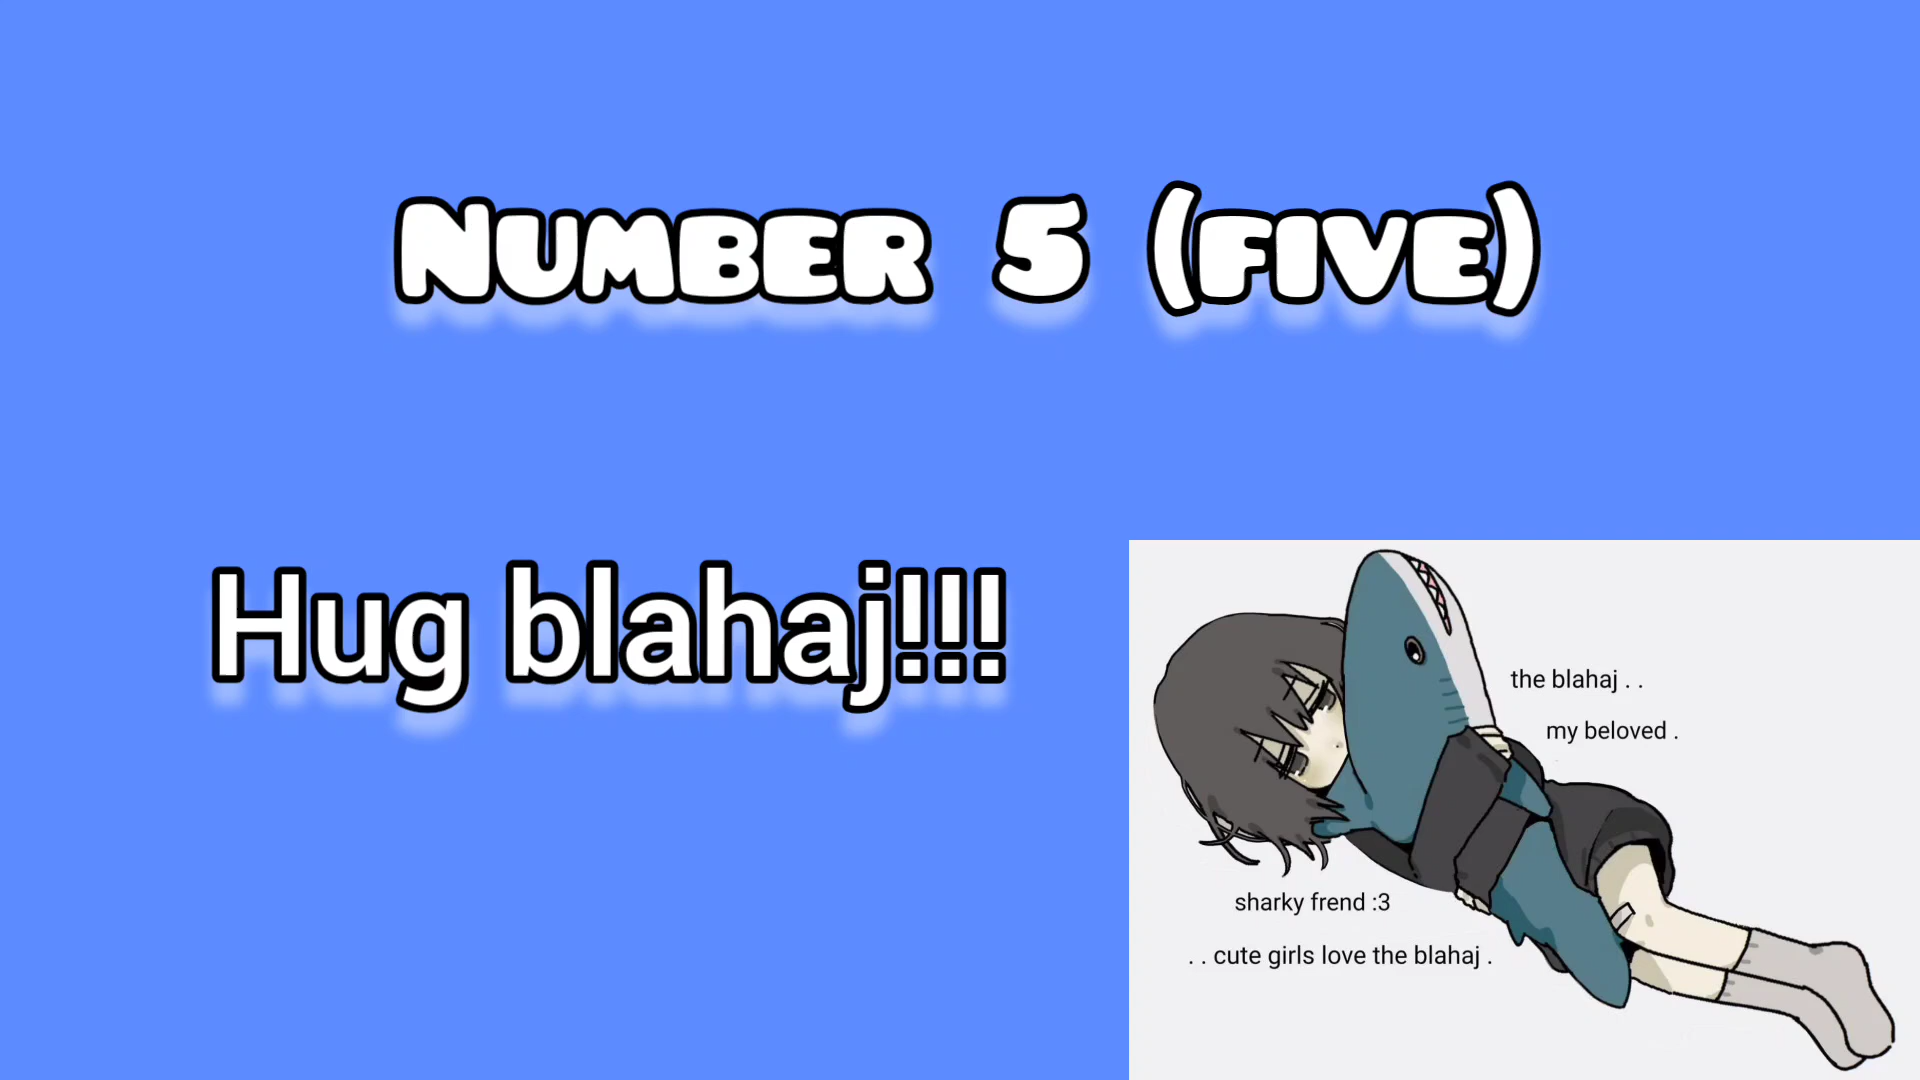 Number 5 (five)
Hug blahaj!!!
the blahaj . .
my beloved .
sharky frend :3
. . cute girls love the blahaj .